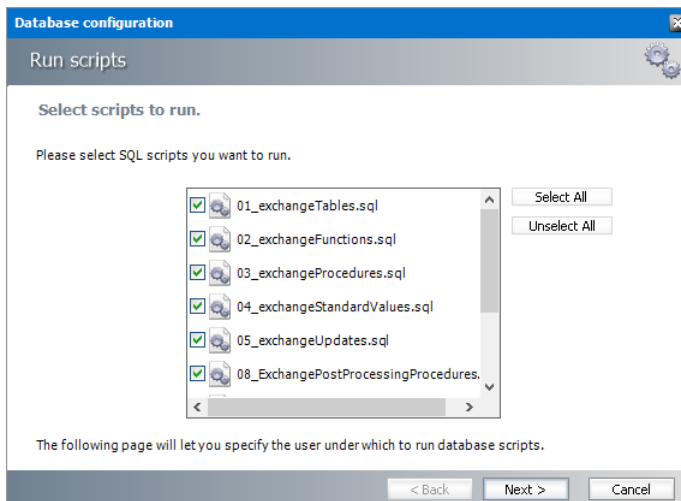 Database configuration
Run scripts
Select scripts to run.
Please select SQL scripts you want to run.
01_exchangeTables.sql
Select All
02_exchangeFunctions.sql
Unselect All
03_exchangeProcedures.sql
04_exchangeStandardValues.sql
05_exchangeUpdates.sql
08_ExchangePostProcessingProcedures.
The following page will let you specify the user under which to run database scripts.
< Back
Next >
Cancel